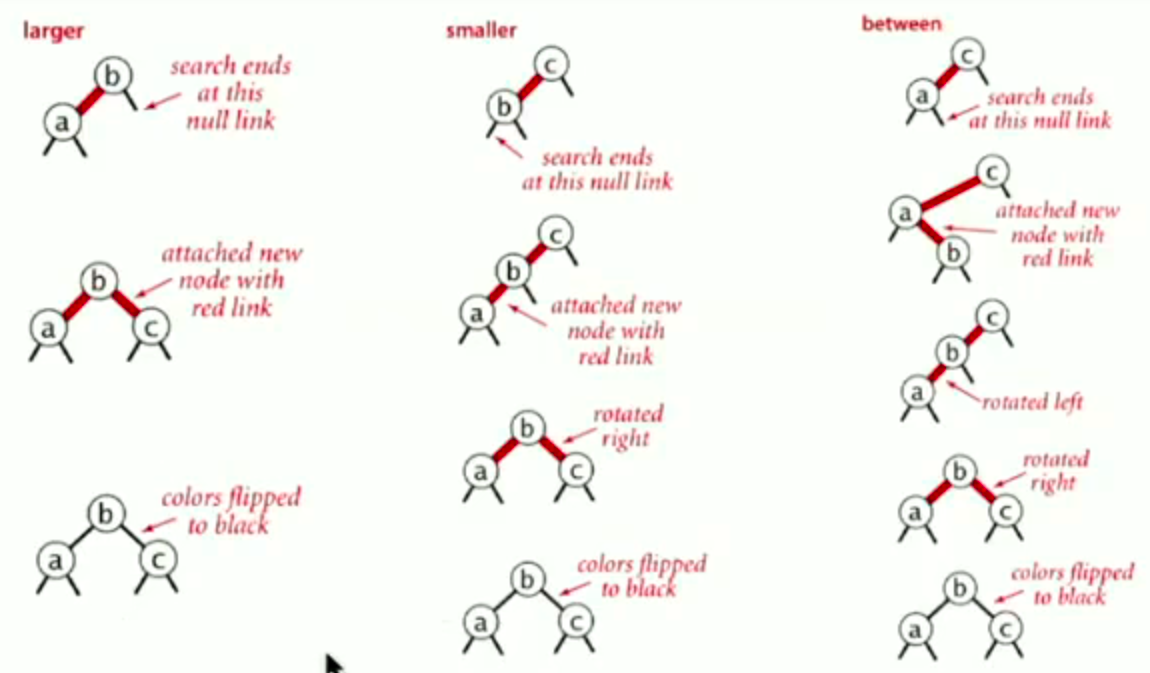 larger
b
search ends
at this
null link
a
attached new
node with
red link
b
a
c
colors flipped
to black
b
a
c
smaller
c
b
search ends
at this null link
c
b
a
attached new
node with
red link
rotated
right
b
a
c
colors flipped
to black
b
a
c
between
c
a
search ends
at this null link
c
a
attached new
node with
red link
b
c
b
a
rotated left
rotated
right
b
a
c
colors flipped
to black
b
a
c